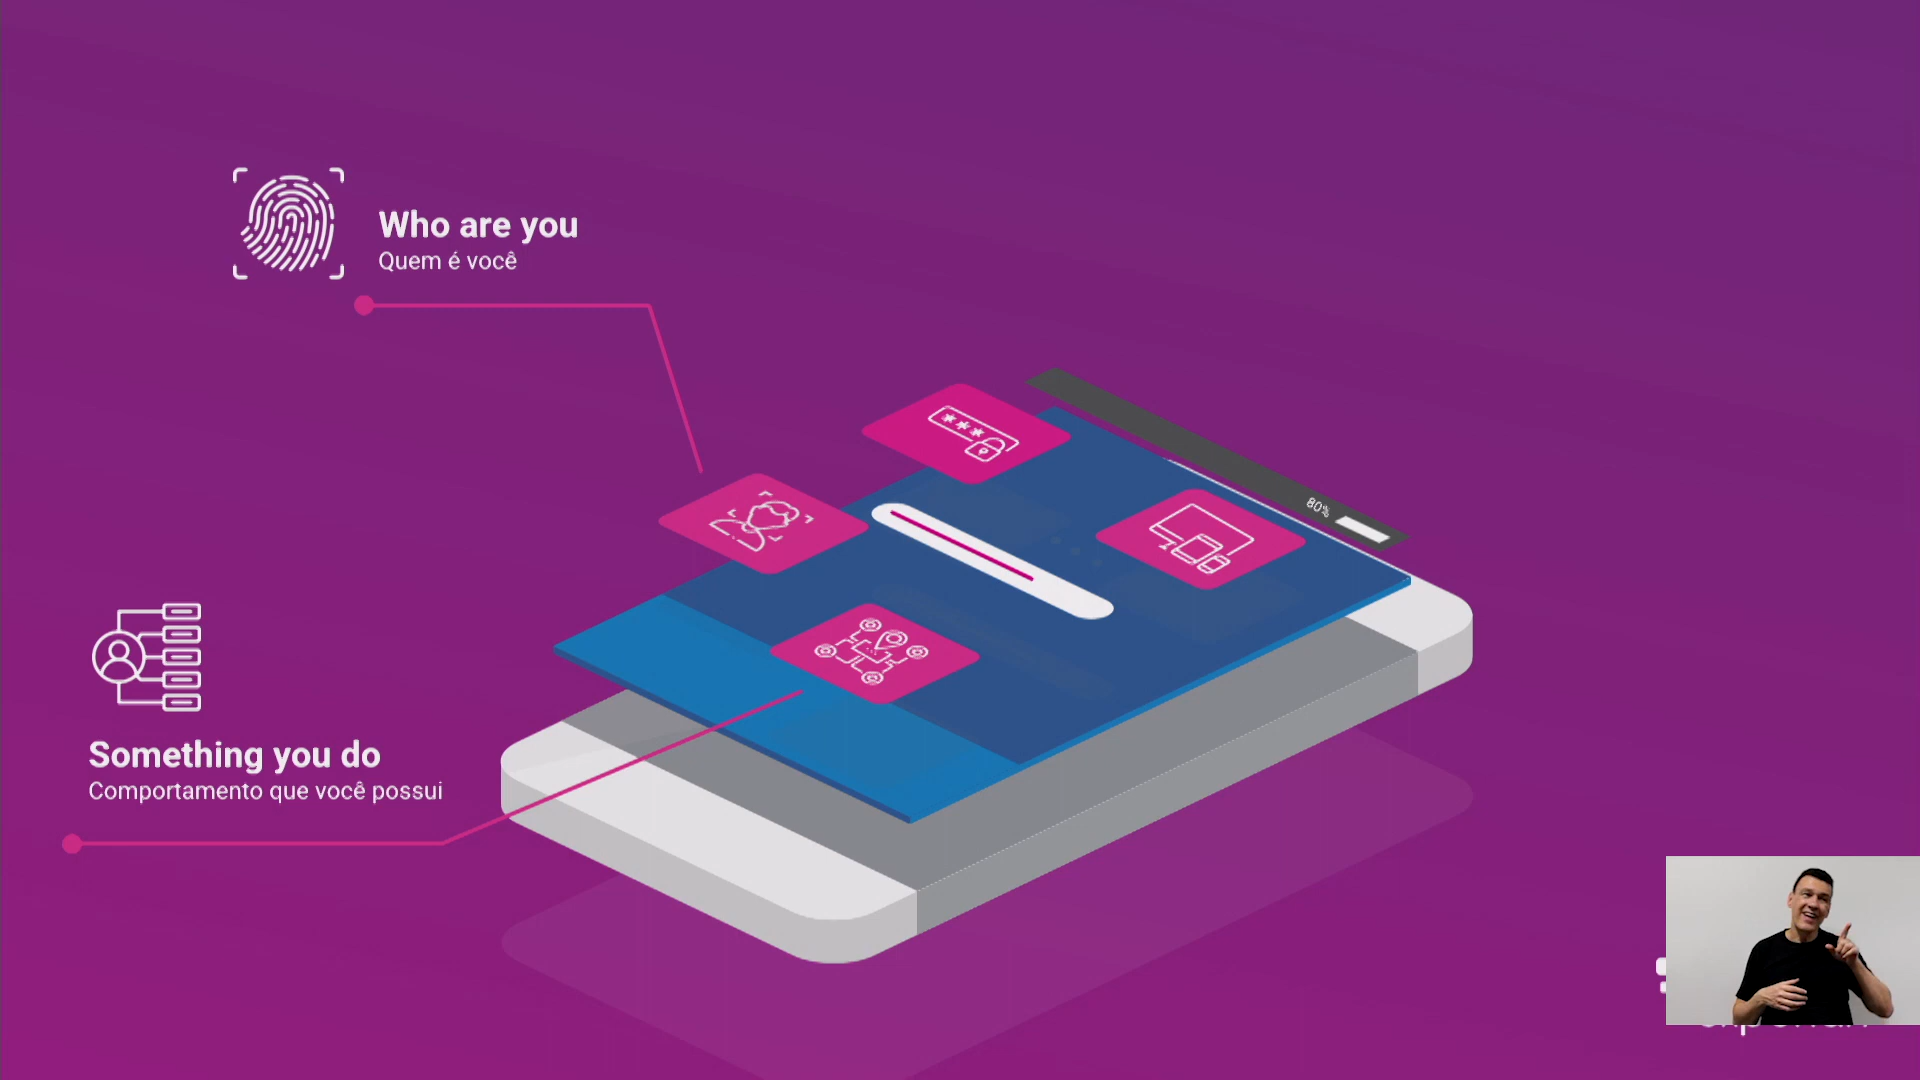 Who are you
Quem é você
***
80%
Something you do
Comportamento que você possui